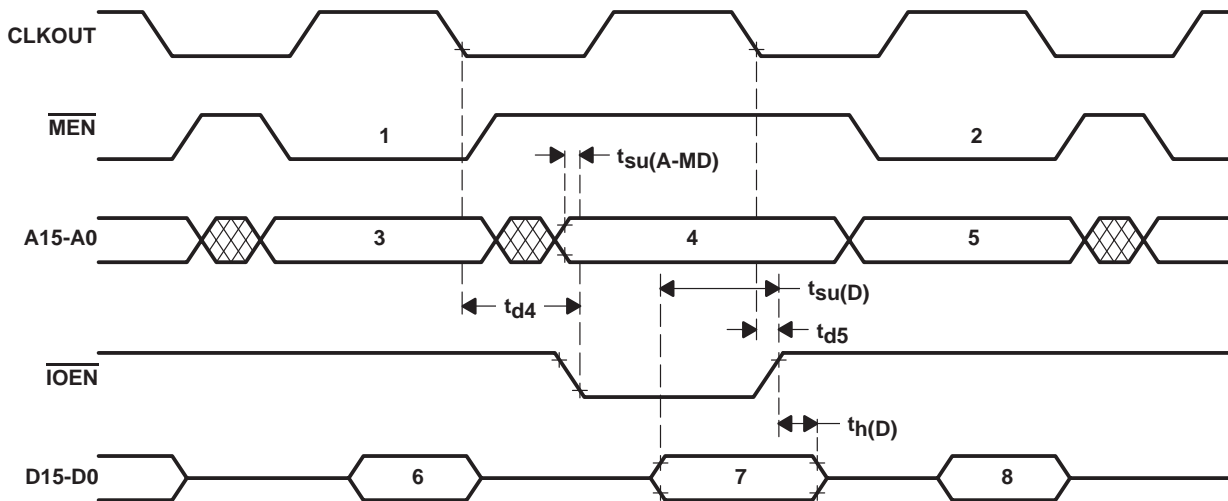 CLKOUT
MEN
1
2
tsu(A-MD)
A15-A0
3
4
5
tsu(D)
td4
td5
IOEN
th(D)
D15-D0
6
7
8